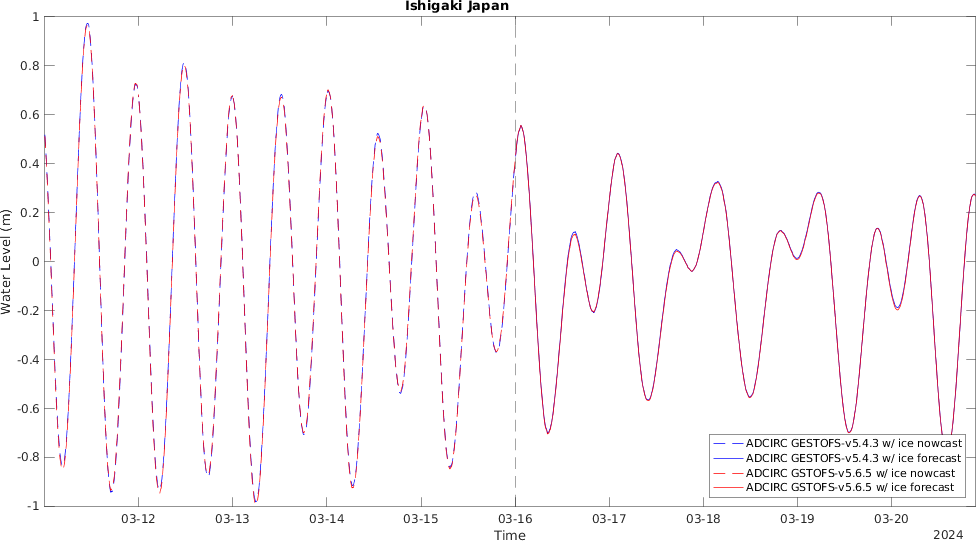 Ishigaki Japan
1
0.8
0.6
0.4
0.2
0
-0.2
-0.4
-0.6
-0.8
-1
Water Level (m)
ADCIRC GESTOFS-v5.4.3 w/ ice nowcast
ADCIRC GESTOFS-v5.4.3 w/ ice forecast
ADCIRC GSTOFS-v5.6.5 w/ ice nowcast
ADCIRC GSTOFS-v5.6.5 w/ ice forecast
03-12 03-13 03-14 03-15 03-16 03-17 03-18 03-19 03-20
Time
2024